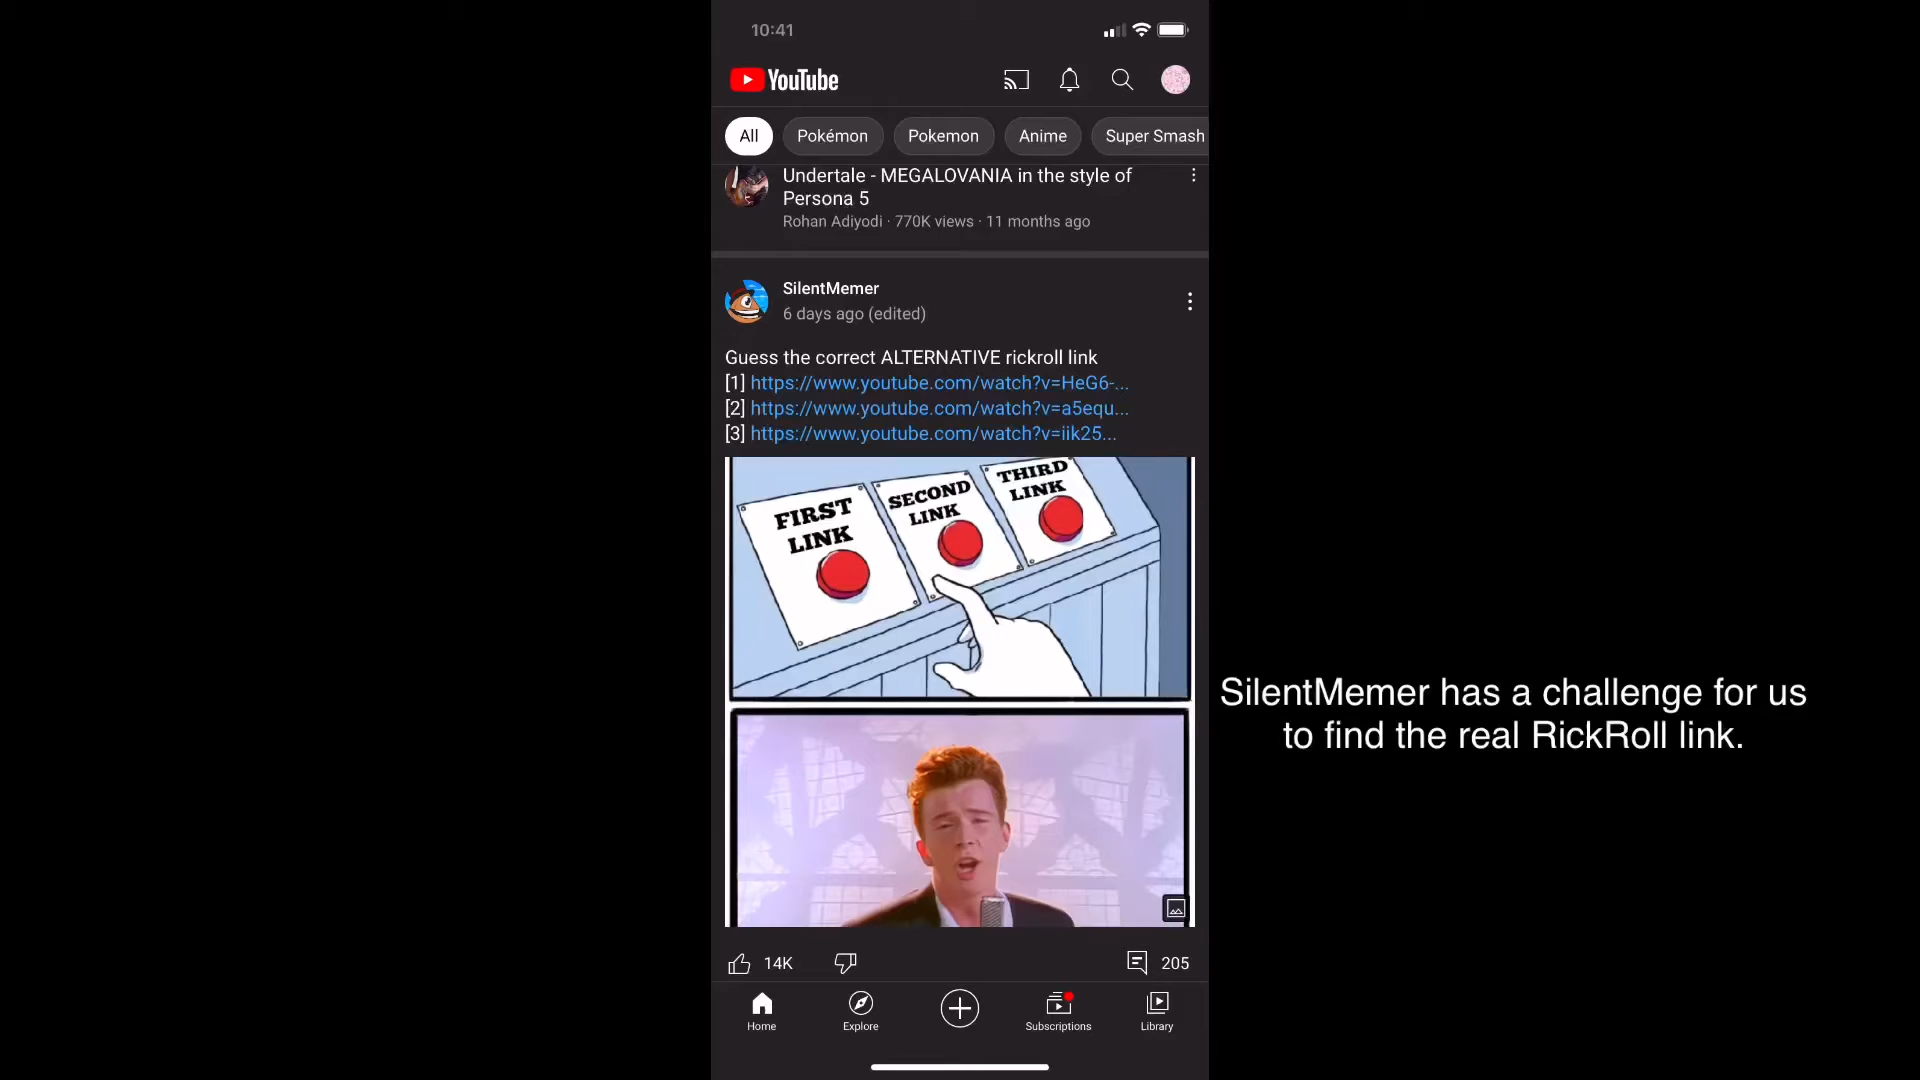 10:41
YouTube
All
Pokémon
Pokemon
Anime
Super Smash
Undertale - MEGALOVANIA in the style of
Persona 5
Rohan Adiyodi · 770K views · 11 months ago
SilentMemer
6 days ago (edited)
Guess the correct ALTERNATIVE rickroll link
[1] https://www.youtube.com/watch?v=HeG6-...
[2] https://www.youtube.com/watch?v=a5equ...
[3] https://www.youtube.com/watch?v=iik25...
FIRST
LINK
SECOND
LINK
THIRD
LINK
SilentMemer has a challenge for us
to find the real RickRoll link.
14K
205
Home
Explore
Subscriptions
Library